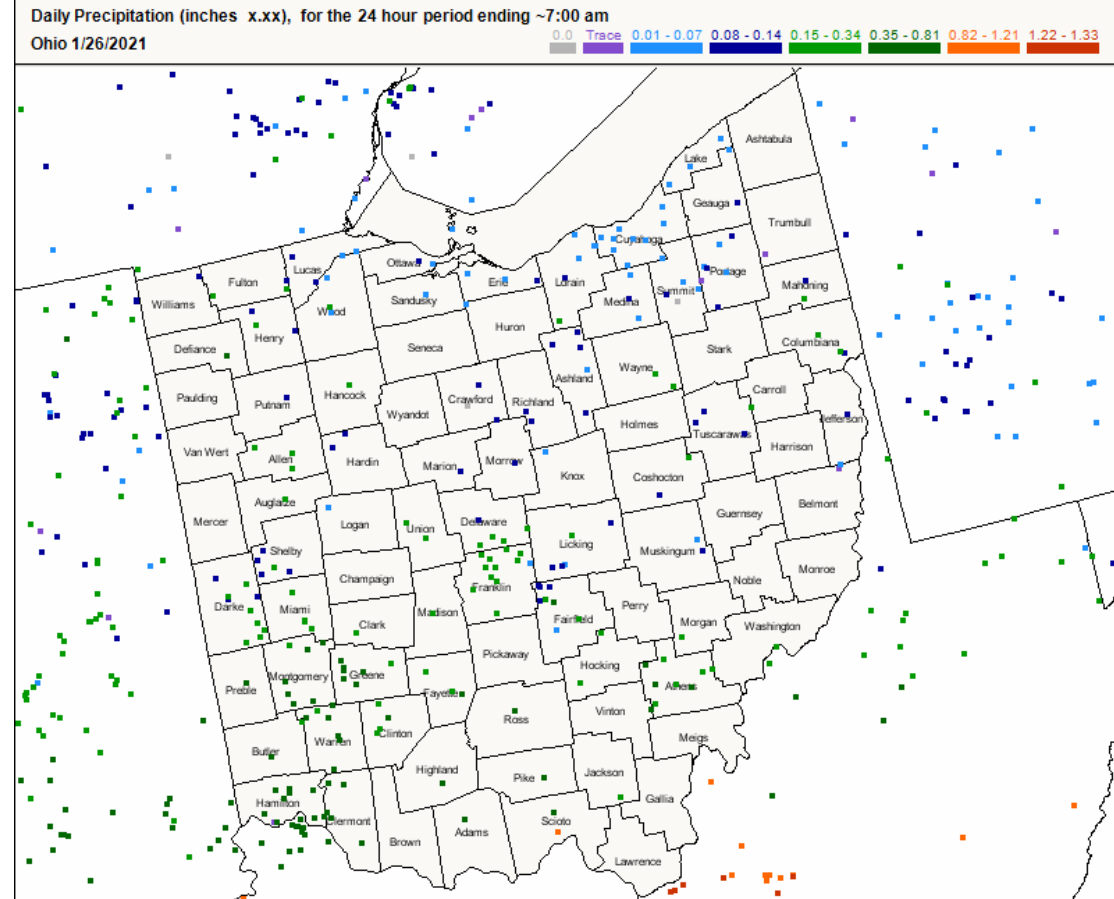 Daily Precipitation (inches x.xx), for the 24 hour period ending ~7:00 am
Ohio 1/26/2021
0.0 Trace 0.01 - 0.07 0.08 - 0.14 0.15 - 0.34 0.35 - 0.81 0.82 - 1.21 1.22 - 1.33
Ashtabula
Lake
Geauga
Trumbull
Cuyahoga
Ottawa
Lucas
Fulton
Williams
Erie
Lorain
Portage
Summit
Mahoning
Sandusky
Medina
Wood
Huron
Henry
Defiance
Seneca
Stark
Columbiana
Wayne
Ashland
Carroll
Paulding
Putnam
Hancock
Crawford
Richland
Wyandot
Jefferson
Holmes
Tuscarawas
Harrison
Van Wert
Allen
Hardin
Marion
Morrow
Knox
Coshocton
Belmont
Auglaize
Mercer
Logan
Union
Delaware
Guernsey
Licking
Muskingum
Shelby
Monroe
Champaign
Noble
Franklin
Darke
Miami
Madison
Perry
Fairfield
Clark
Morgan
Washington
Pickaway
Hocking
Montgomery
Greene
Preble
Fayette
Athens
Vinton
Ross
Clinton
Warren
Butler
Meigs
Highland
Pike
Jackson
Gallia
Hamilton
Clermont
Scioto
Adams
Brown
Lawrence